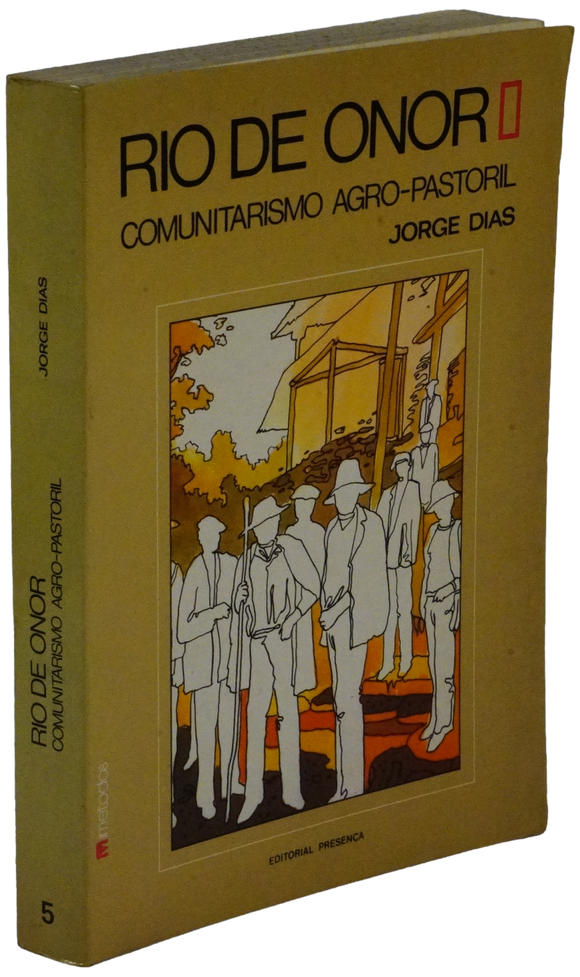 RIO DE ONOR
COMUNITARISMO AGRO-PASTORIL
JORGE DIAS
EDITORIAL PRESENÇA
JORGE DIAS
RIO DE ONOR
COMUNITARISMO AGRO-PASTORIL
métodos
5